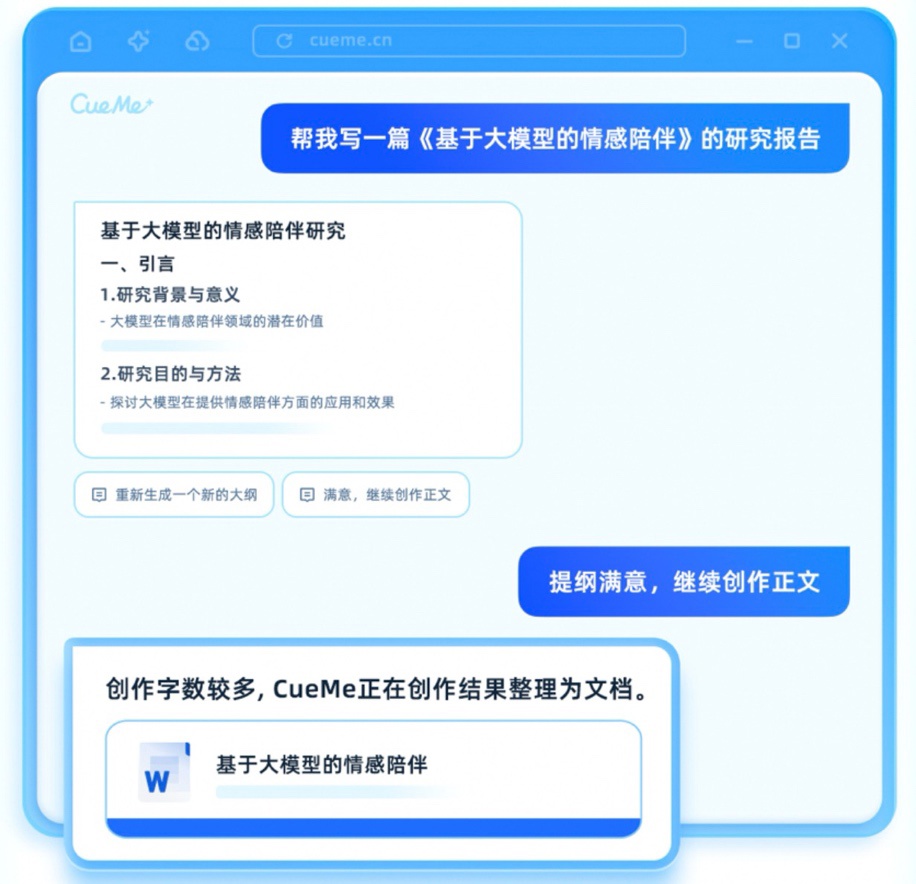 cueme.cn
CueMe
帮我写一篇《基于大模型的情感陪伴》的研究报告
基于大模型的情感陪伴研究
一、引言
1.研究背景与意义
- 大模型在情感陪伴领域的潜在价值
2.研究目的与方法
- 探讨大模型在提供情感陪伴方面的应用和效果
重新生成一个新的大纲
满意，继续创作正文
提纲满意，继续创作正文
创作字数较多, CueMe正在创作结果整理为文档。
W
基于大模型的情感陪伴